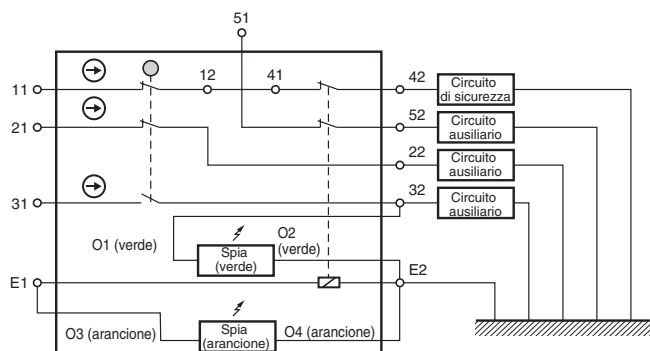 51
11
12
41
42
Circuito
di sicurezza
21
52
Circuito
ausiliario
22
Circuito
ausiliario
31
32
Circuito
ausiliario
O1 (verde)
Spia
(verde)
O2
(verde)
E1
E2
O3 (arancione)
Spia
(arancione)
O4 (arancione)